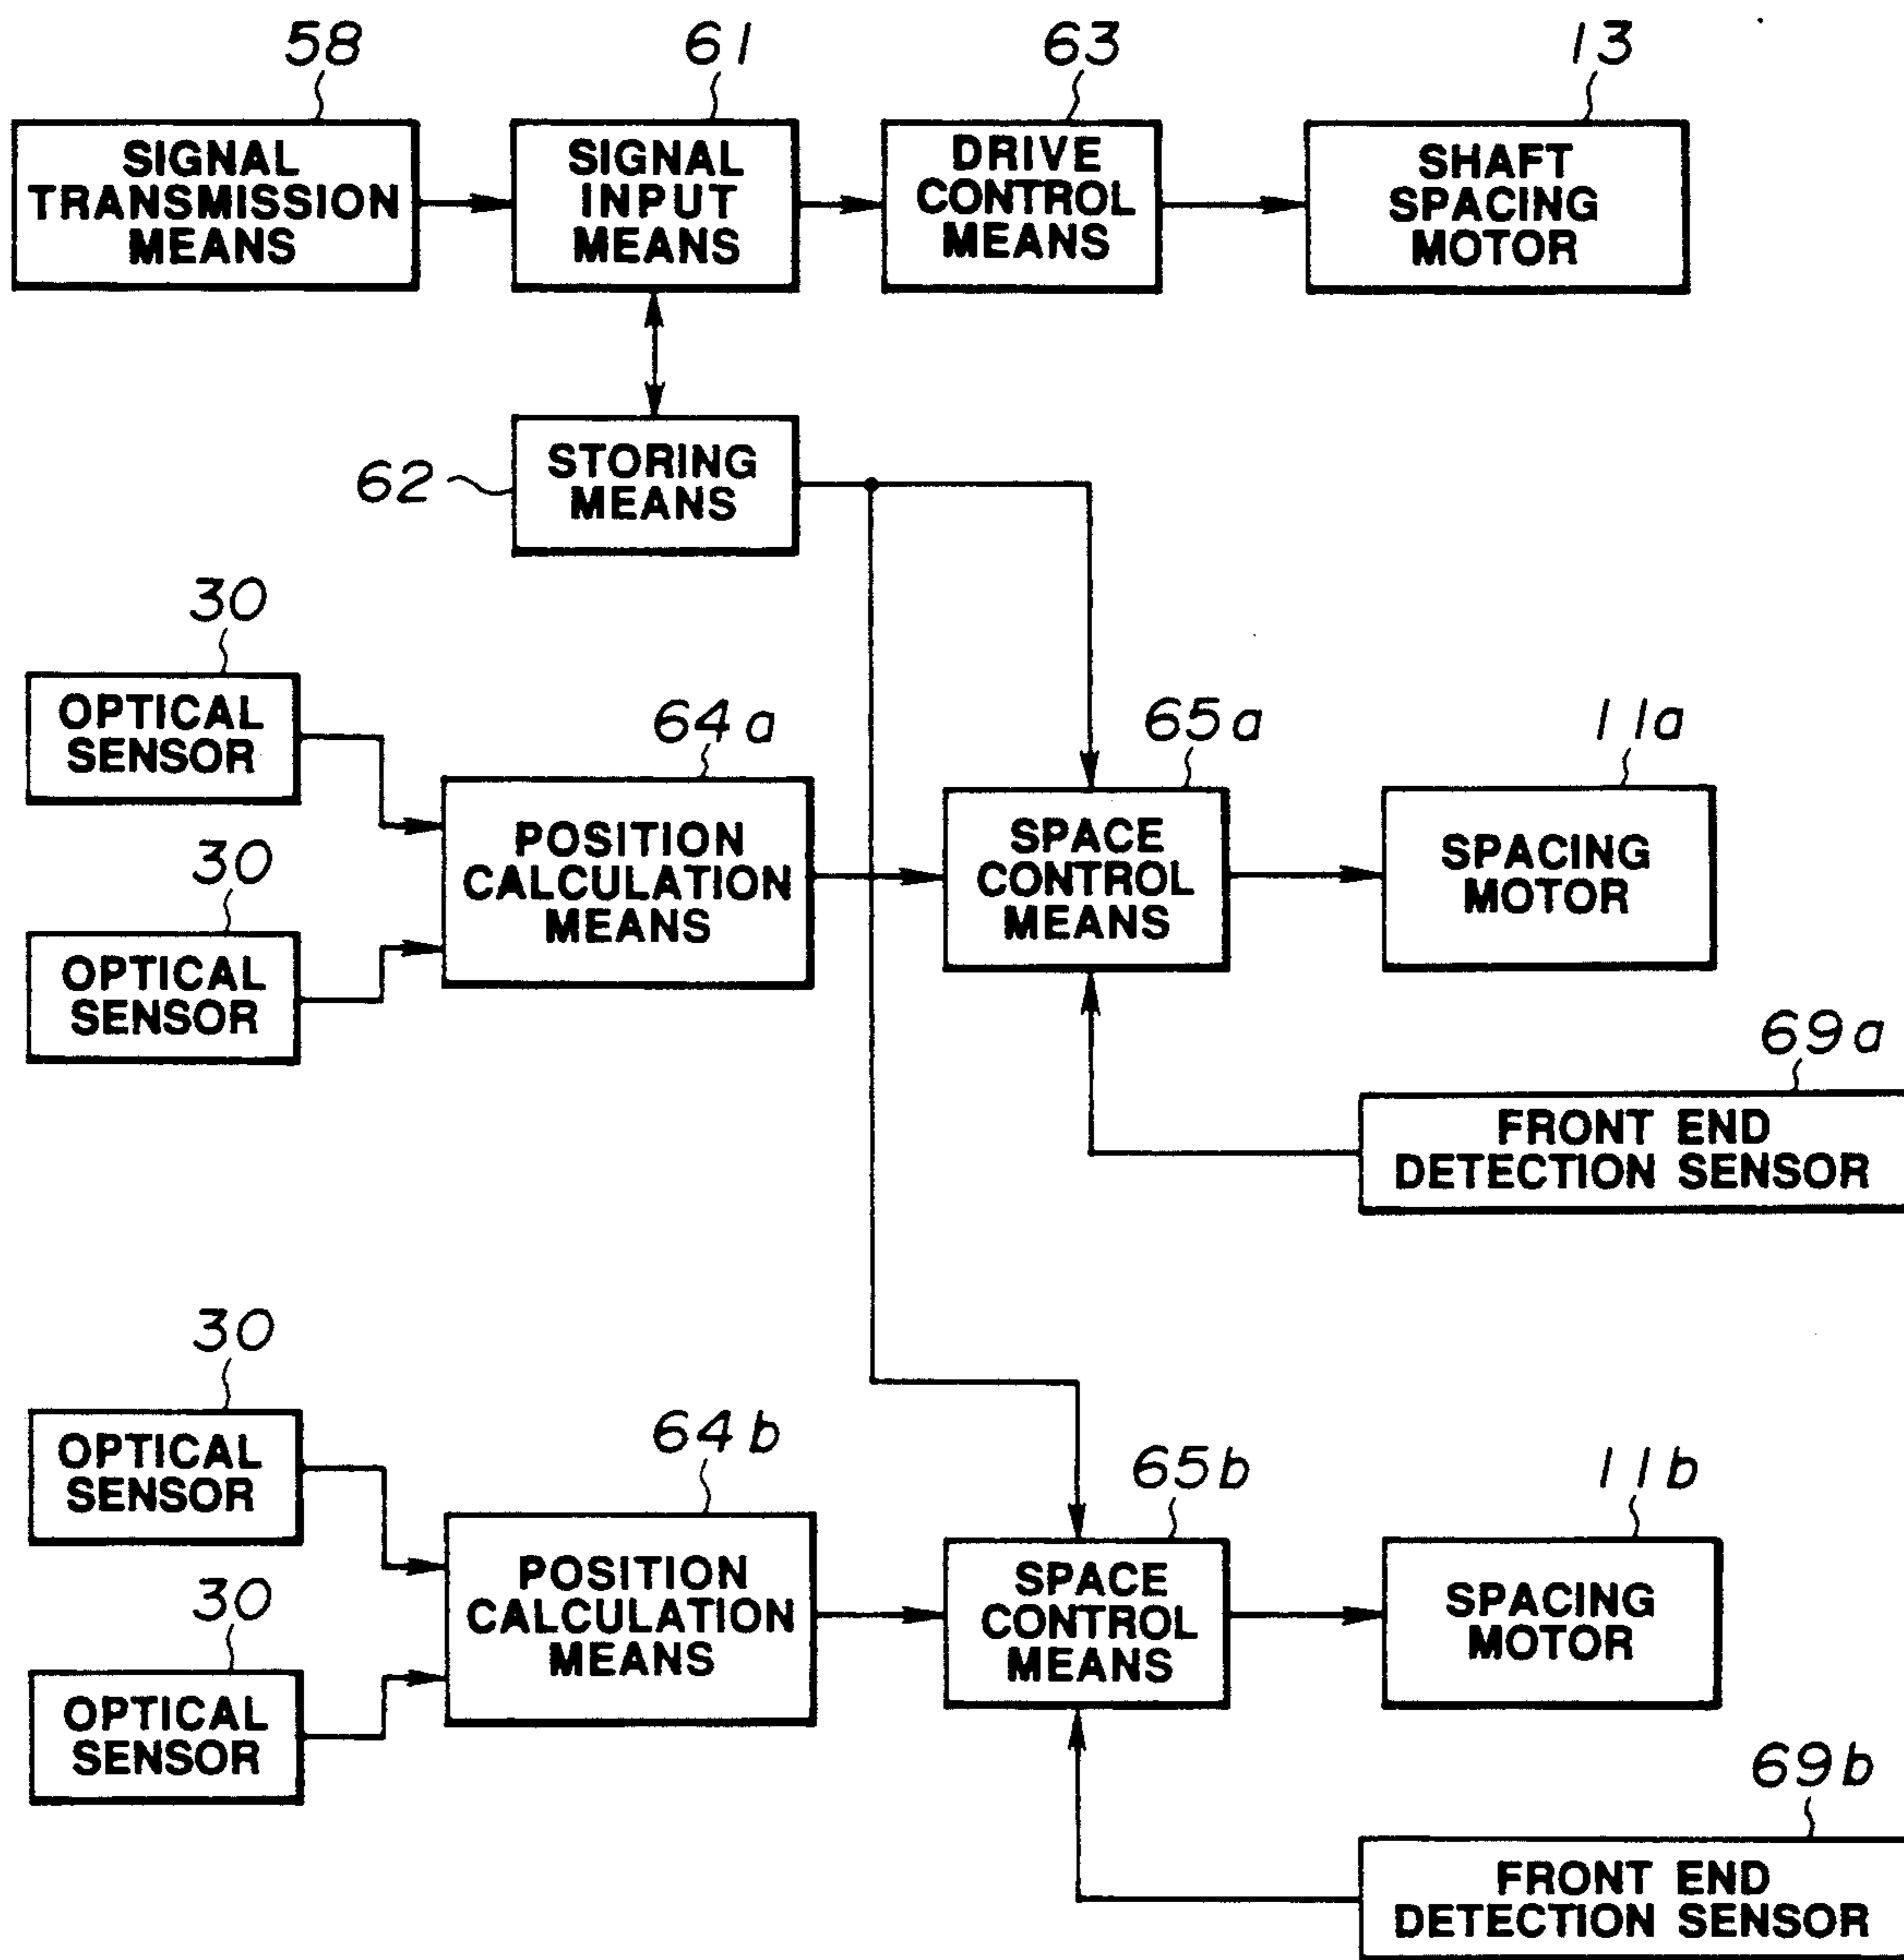 58
61
63
13
SIGNAL
TRANSMISSION
MEANS
SIGNAL
INPUT
MEANS
DRIVE
CONTROL
MEANS
SHAFT
SPACING
MOTOR
62
STORING
MEANS
30
OPTICAL
SENSOR
30
OPTICAL
SENSOR
64a
POSITION
CALCULATION
MEANS
65a
SPACE
CONTROL
MEANS
11a
SPACING
MOTOR
69a
FRONT END
DETECTION SENSOR
30
OPTICAL
SENSOR
30
OPTICAL
SENSOR
64b
POSITION
CALCULATION
MEANS
65b
SPACE
CONTROL
MEANS
11b
SPACING
MOTOR
69b
FRONT END
DETECTION SENSOR